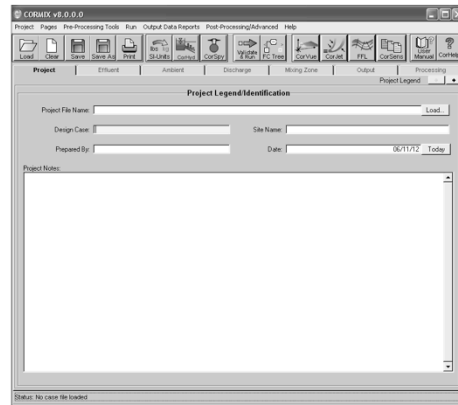 CORMIX v8.0.0.0
Project Pages Pre-Processing Tools Run Output Data Reports Post-Processing/Advanced Help
Load Clear Save Save As Print SI-Units CorHyd CorSpy Validate & Run FC Tree CorVue CorJet FFL CorSens User Manual CorHelp
Project Effluent Ambient Discharge Mixing Zone Output Processing
Project Legend
Project Legend/Identification
Project File Name: Load...
Design Case: Site Name:
Prepared By: Date: 06/11/12 Today
Project Notes:
Status: No case file loaded